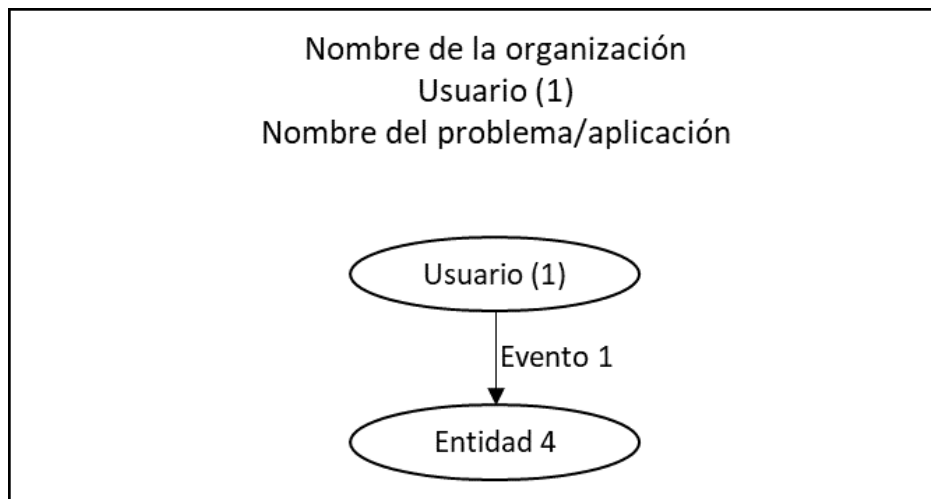 Nombre de la organización
Usuario (1)
Nombre del problema/aplicación
Usuario (1)
Evento 1
Entidad 4